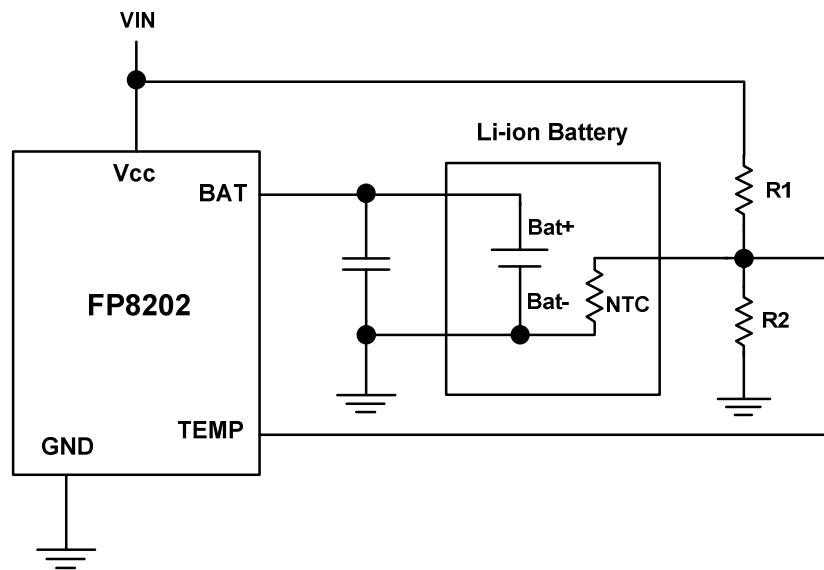 VIN
Li-ion Battery
Vcc
BAT
R1
Bat+
FP8202
Bat-
NTC
R2
TEMP
GND